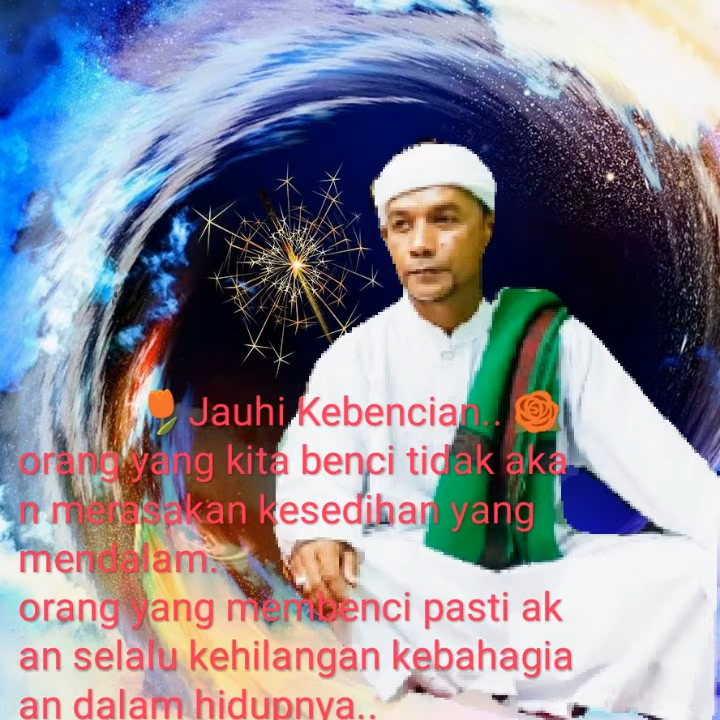 🌷Jauhi Kebencian.. 🌹
orang yang kita benci tidak aka
n merasakan kesedihan yang
mendalam.
orang yang membenci pasti ak
an selalu kehilangan kebahagia
an dalam hidupnya..